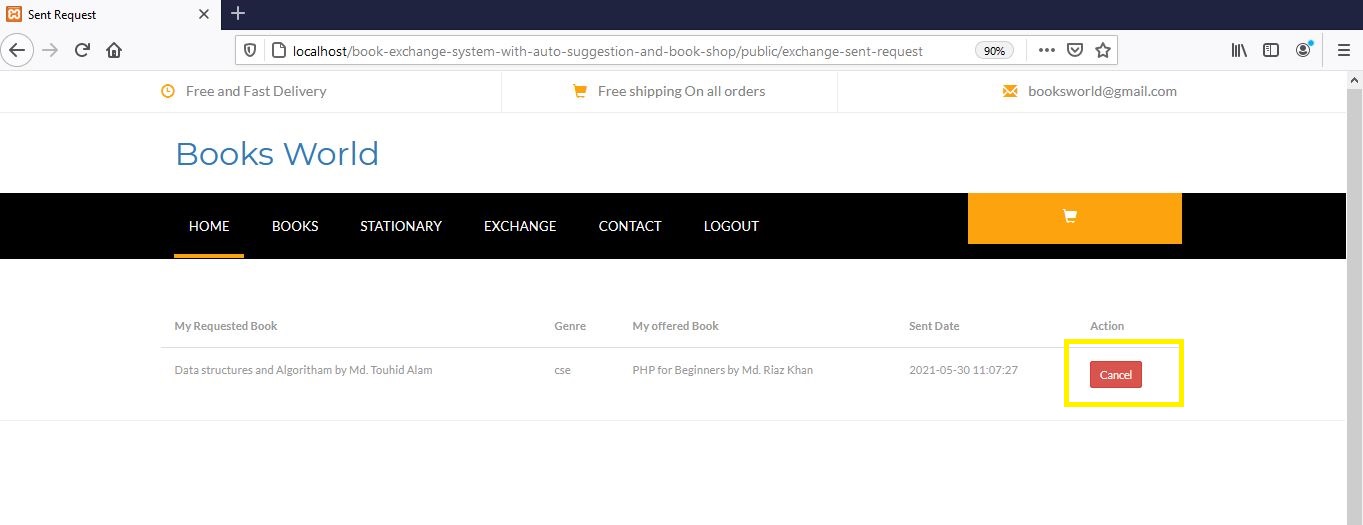 Sent Request
localhost/book-exchange-system-with-auto-suggestion-and-book-shop/public/exchange-sent-request 90%
Free and Fast Delivery Free shipping On all orders booksworld@gmail.com
Books World
HOME BOOKS STATIONARY EXCHANGE CONTACT LOGOUT
My Requested Book Genre My offered Book Sent Date Action
Data structures and Algoritham by Md. Touhid Alam cse PHP for Beginners by Md. Riaz Khan 2021-05-30 11:07:27 Cancel